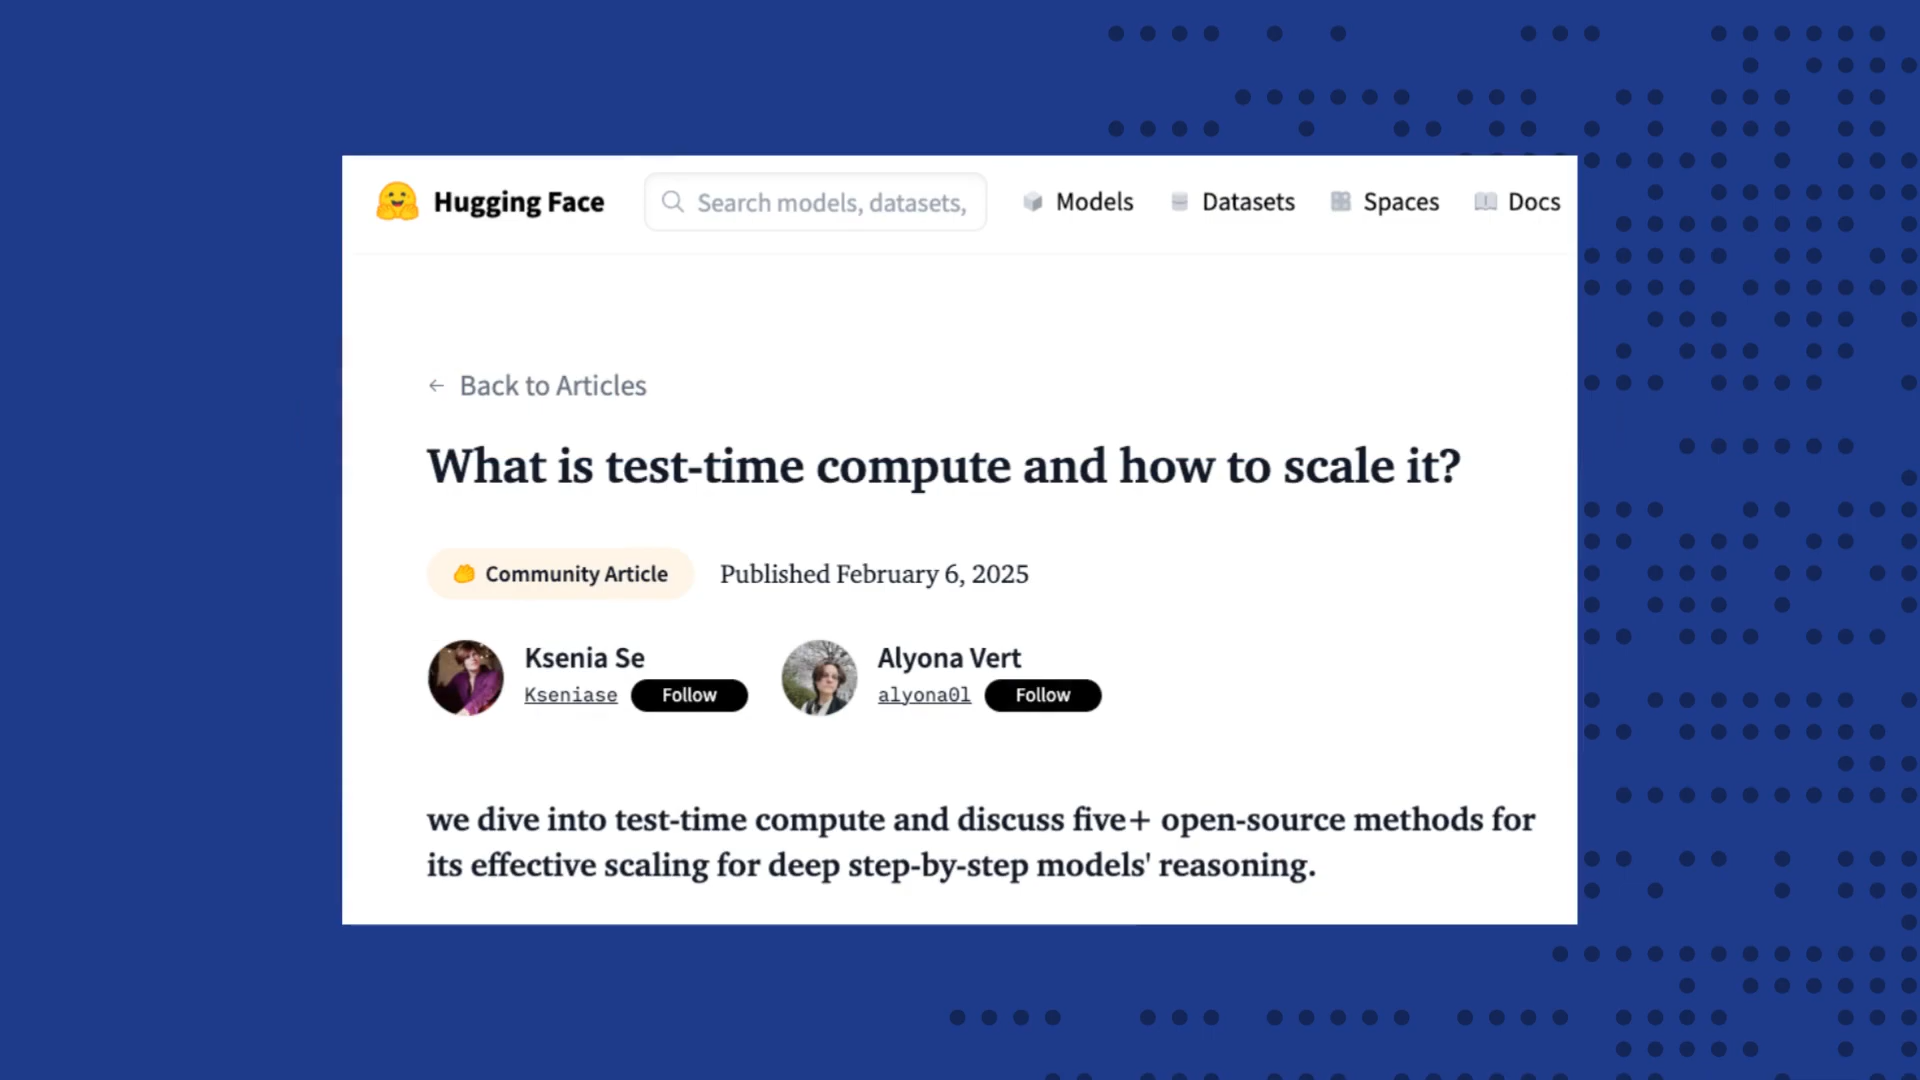 Hugging Face
Search models, datasets,
Models
Datasets
Spaces
Docs
← Back to Articles
What is test-time compute and how to scale it?
Community Article
Published February 6, 2025
Ksenia Se
Kseniase
Follow
Alyona Vert
alyona0l
Follow
we dive into test-time compute and discuss five+ open-source methods for
its effective scaling for deep step-by-step models' reasoning.